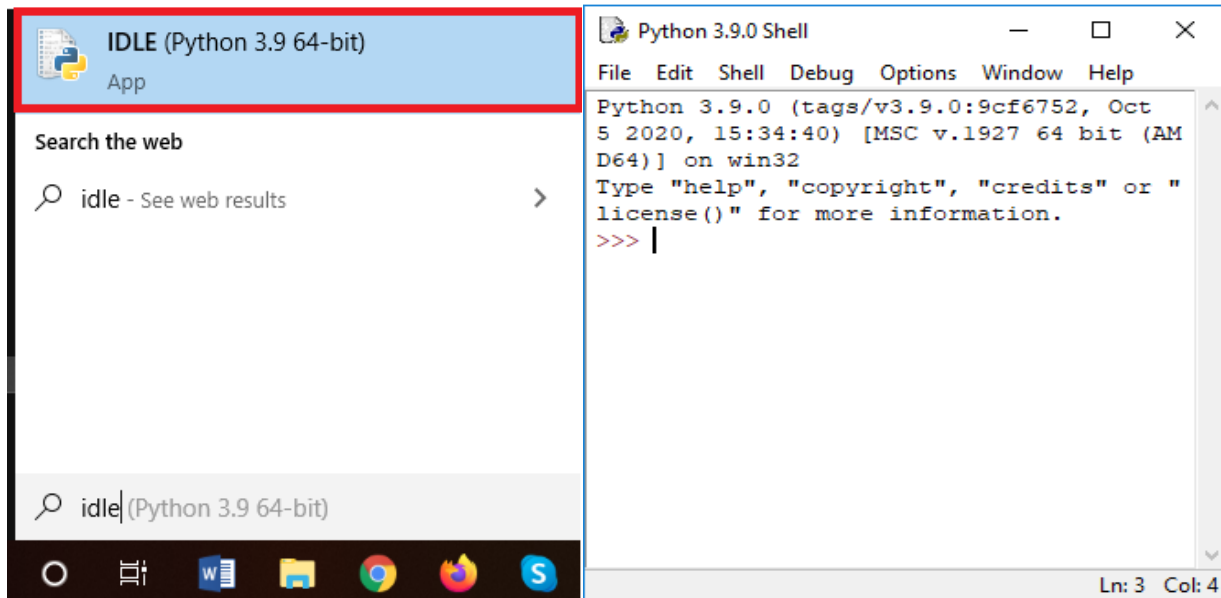 IDLE (Python 3.9 64-bit)
App
Search the web
idle - See web results
idle (Python 3.9 64-bit)
W
S
Python 3.9.0 Shell
File Edit Shell Debug Options Window Help
Python 3.9.0 (tags/v3.9.0:9cf6752, Oct
5 2020, 15:34:40) [MSC v.1927 64 bit (AM
D64)] on win32
Type "help", "copyright", "credits" or "
license()" for more information.
>>>
Ln: 3 Col: 4